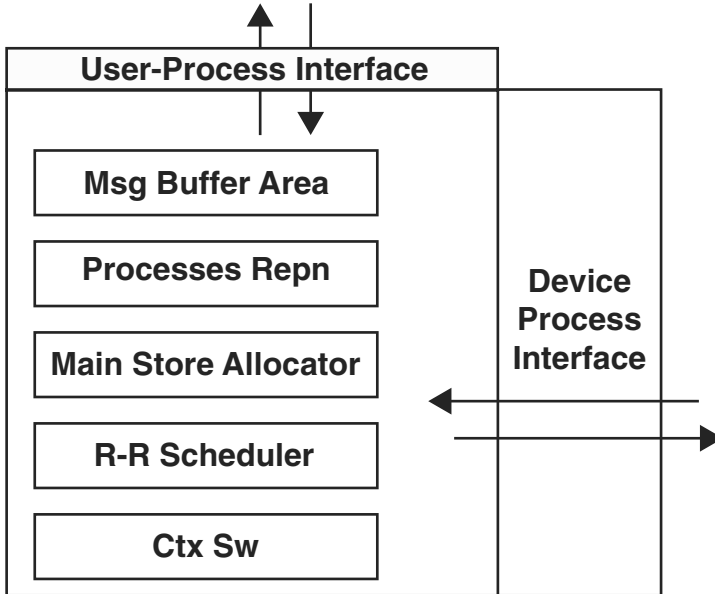 User-Process Interface
Msg Buffer Area
Processes Repn
Main Store Allocator
R-R Scheduler
Ctx Sw
Device
Process
Interface